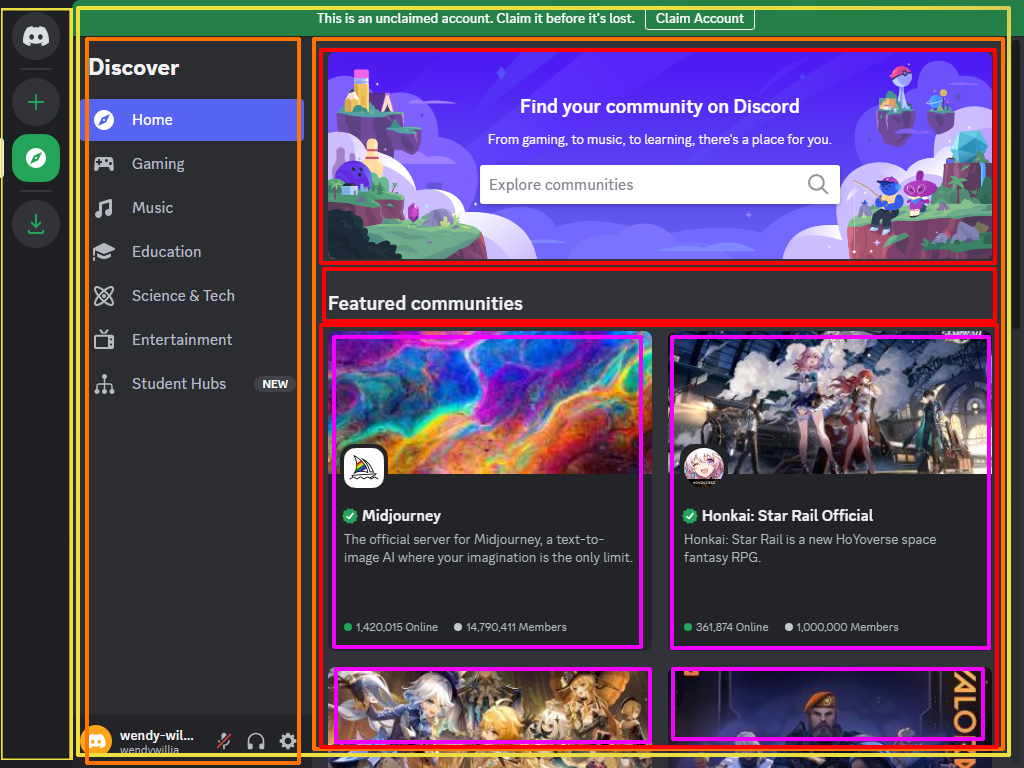 This is an unclaimed account. Claim it before it's lost. Claim Account
Discover
Home
Gaming
Music
Education
Science & Tech
Entertainment
Student Hubs NEW
wendy-wil...
wendywillia
Find your community on Discord
From gaming, to music, to learning, there's a place for you.
Explore communities
Featured communities
Midjourney
The official server for Midjourney, a text-to-
image AI where your imagination is the only limit.
1,420,015 Online 14,790,411 Members
Honkai: Star Rail Official
Honkai: Star Rail is a new HoYoverse space
fantasy RPG.
361,874 Online 1,000,000 Members